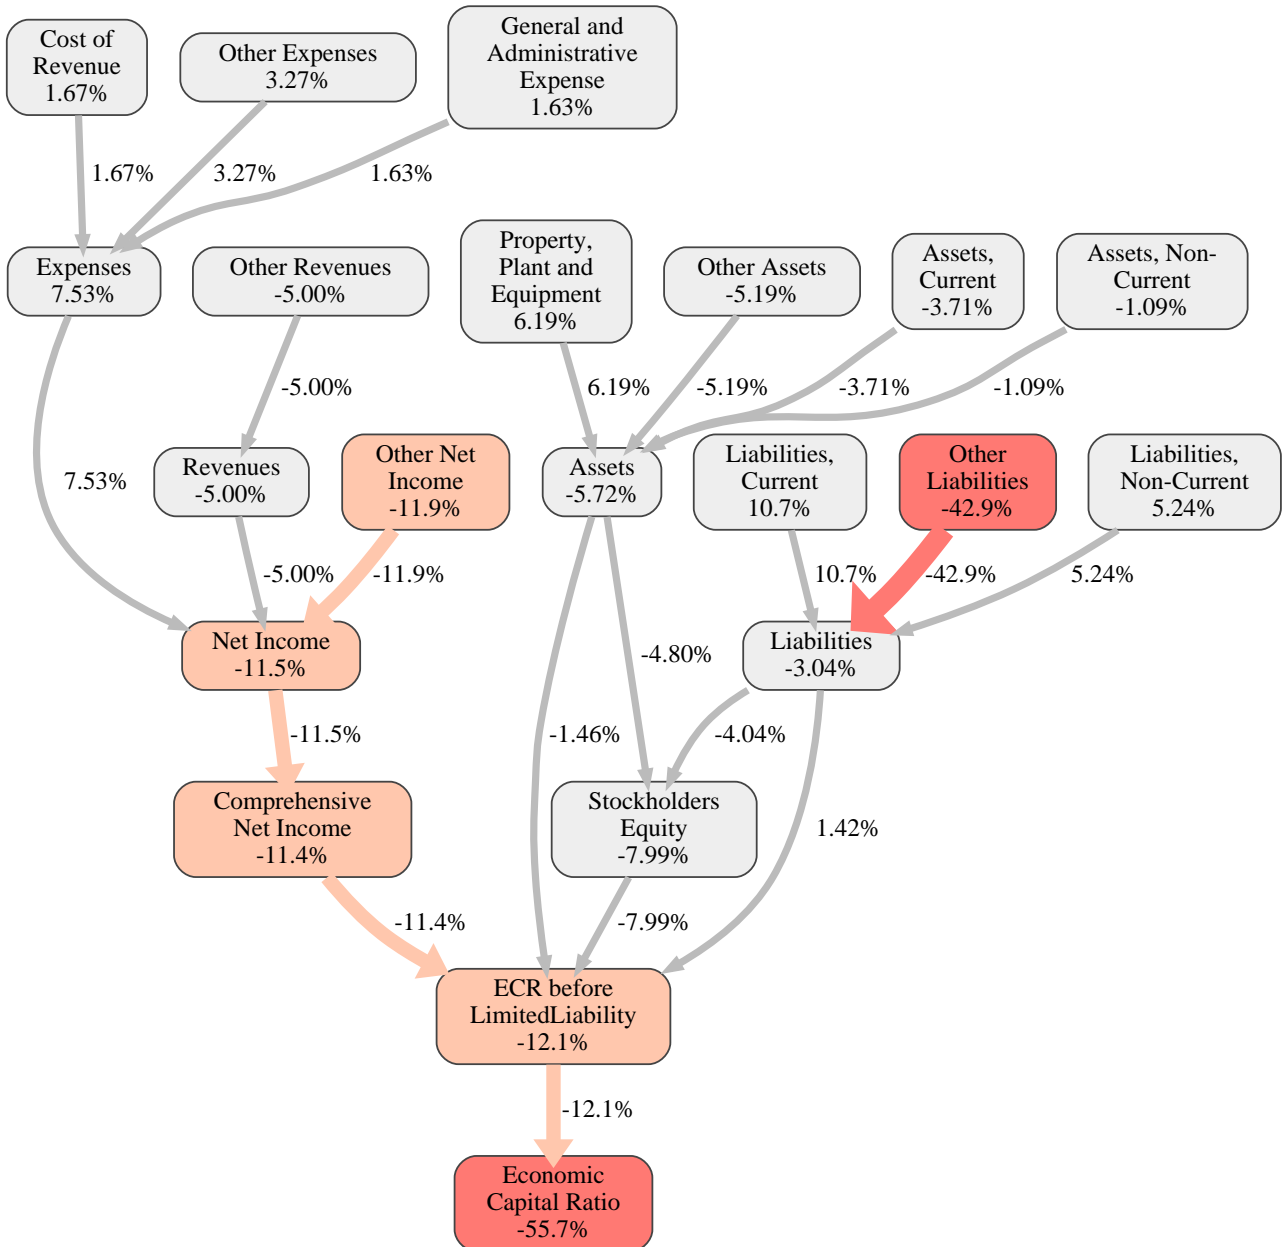 Cost of
Revenue
1.67%
Other Expenses
3.27%
General and
Administrative
Expense
1.63%
1.67%
3.27%
1.63%
Expenses
7.53%
Other Revenues
-5.00%
Property,
Plant and
Equipment
6.19%
Other Assets
-5.19%
Assets,
Current
-3.71%
Assets, Non-
Current
-1.09%
-5.00%
6.19%
-5.19%
-3.71%
-1.09%
7.53%
Revenues
-5.00%
Other Net
Income
-11.9%
Assets
-5.72%
Liabilities,
Current
10.7%
Other
Liabilities
-42.9%
Liabilities,
Non-Current
5.24%
-5.00%
-11.9%
10.7%
-42.9%
5.24%
Net Income
-11.5%
-4.80%
Liabilities
-3.04%
-11.5%
-1.46%
-4.04%
Comprehensive
Net Income
-11.4%
Stockholders
Equity
-7.99%
1.42%
-11.4%
-7.99%
ECR before
LimitedLiability
-12.1%
-12.1%
Economic
Capital Ratio
-55.7%